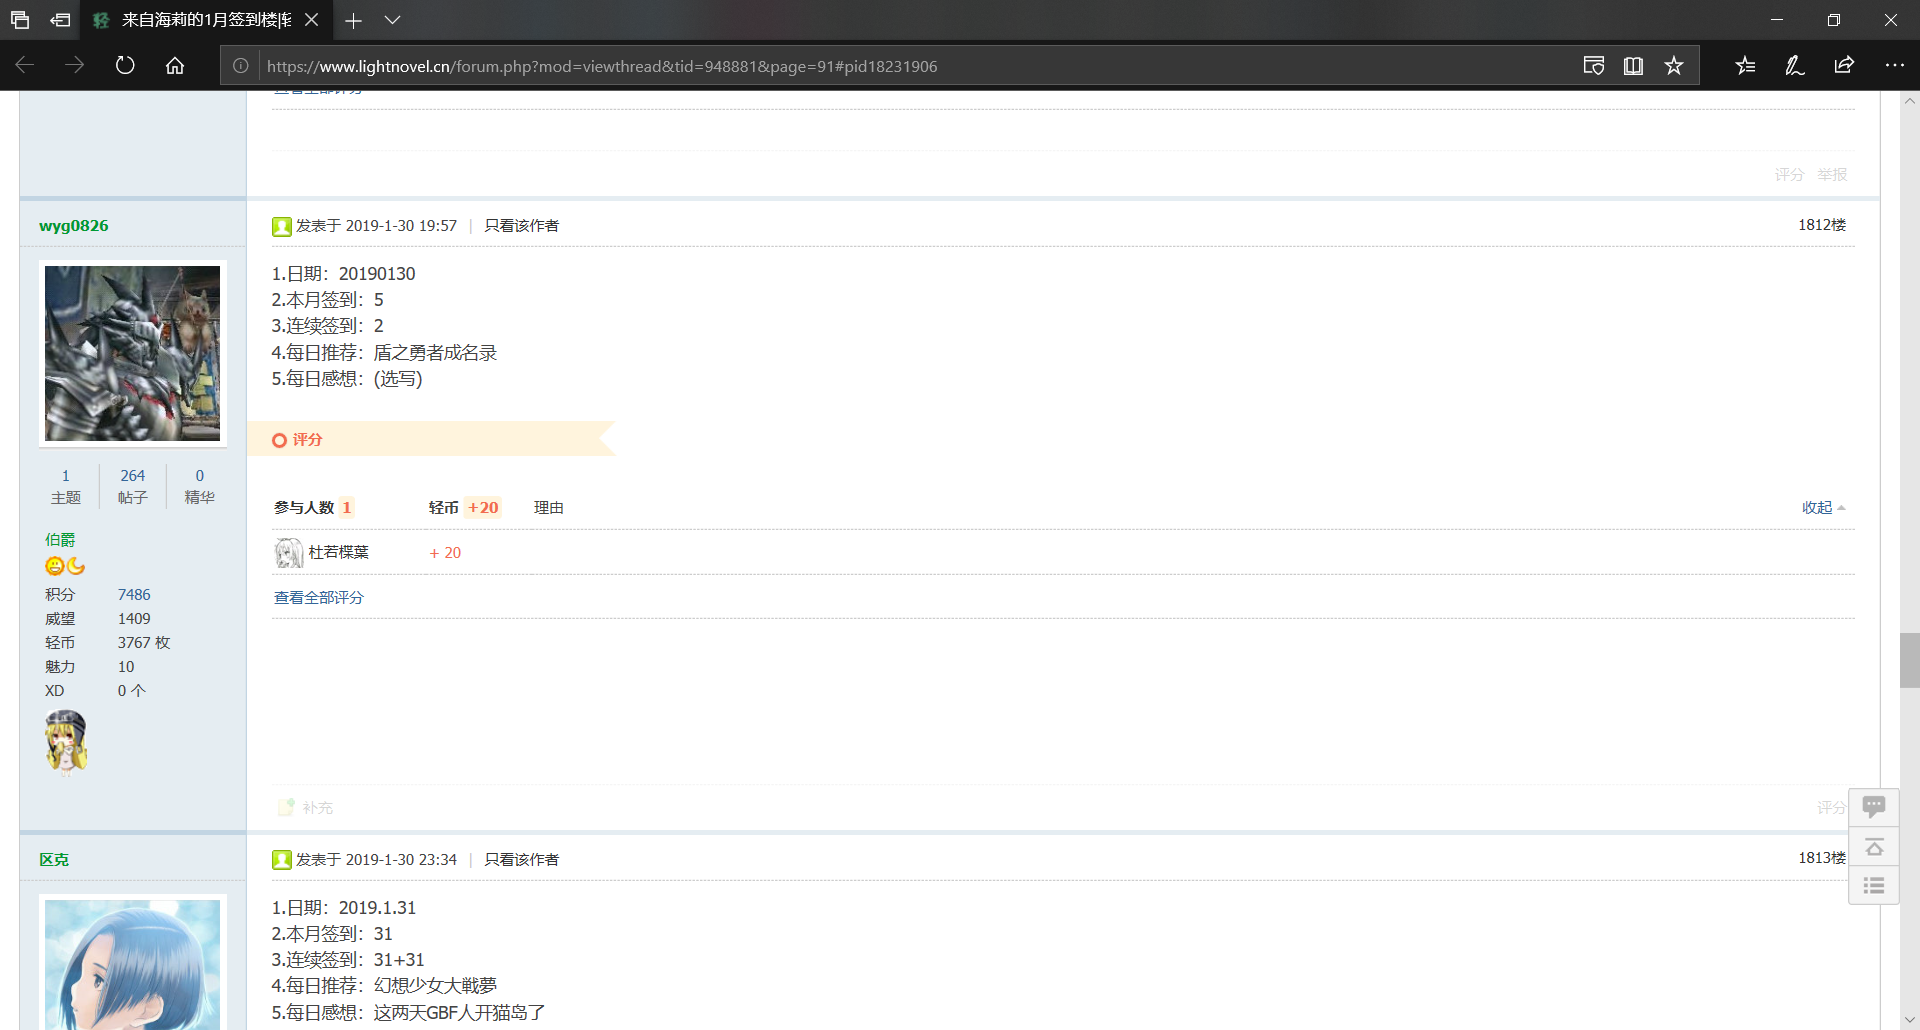 来自海莉的1月签到楼|轻
https://www.lightnovel.cn/forum.php?mod=viewthread&tid=948881&page=91#pid18231906
查看全部评分
评分 举报
wyg0826
发表于 2019-1-30 19:57 | 只看该作者
1812楼
1.日期：20190130
2.本月签到：5
3.连续签到：2
4.每日推荐：盾之勇者成名录
5.每日感想：(选写)
评分
1 264 0
主题 帖子 精华
参与人数 1 轻币 +20 理由
收起
杜若楪葉 + 20
查看全部评分
伯爵
积分 7486
威望 1409
轻币 3767 枚
魅力 10
XD 0 个
补充
评分
区克
发表于 2019-1-30 23:34 | 只看该作者
1813楼
1.日期：2019.1.31
2.本月签到：31
3.连续签到：31+31
4.每日推荐：幻想少女大戦夢
5.每日感想：这两天GBF人开猫岛了